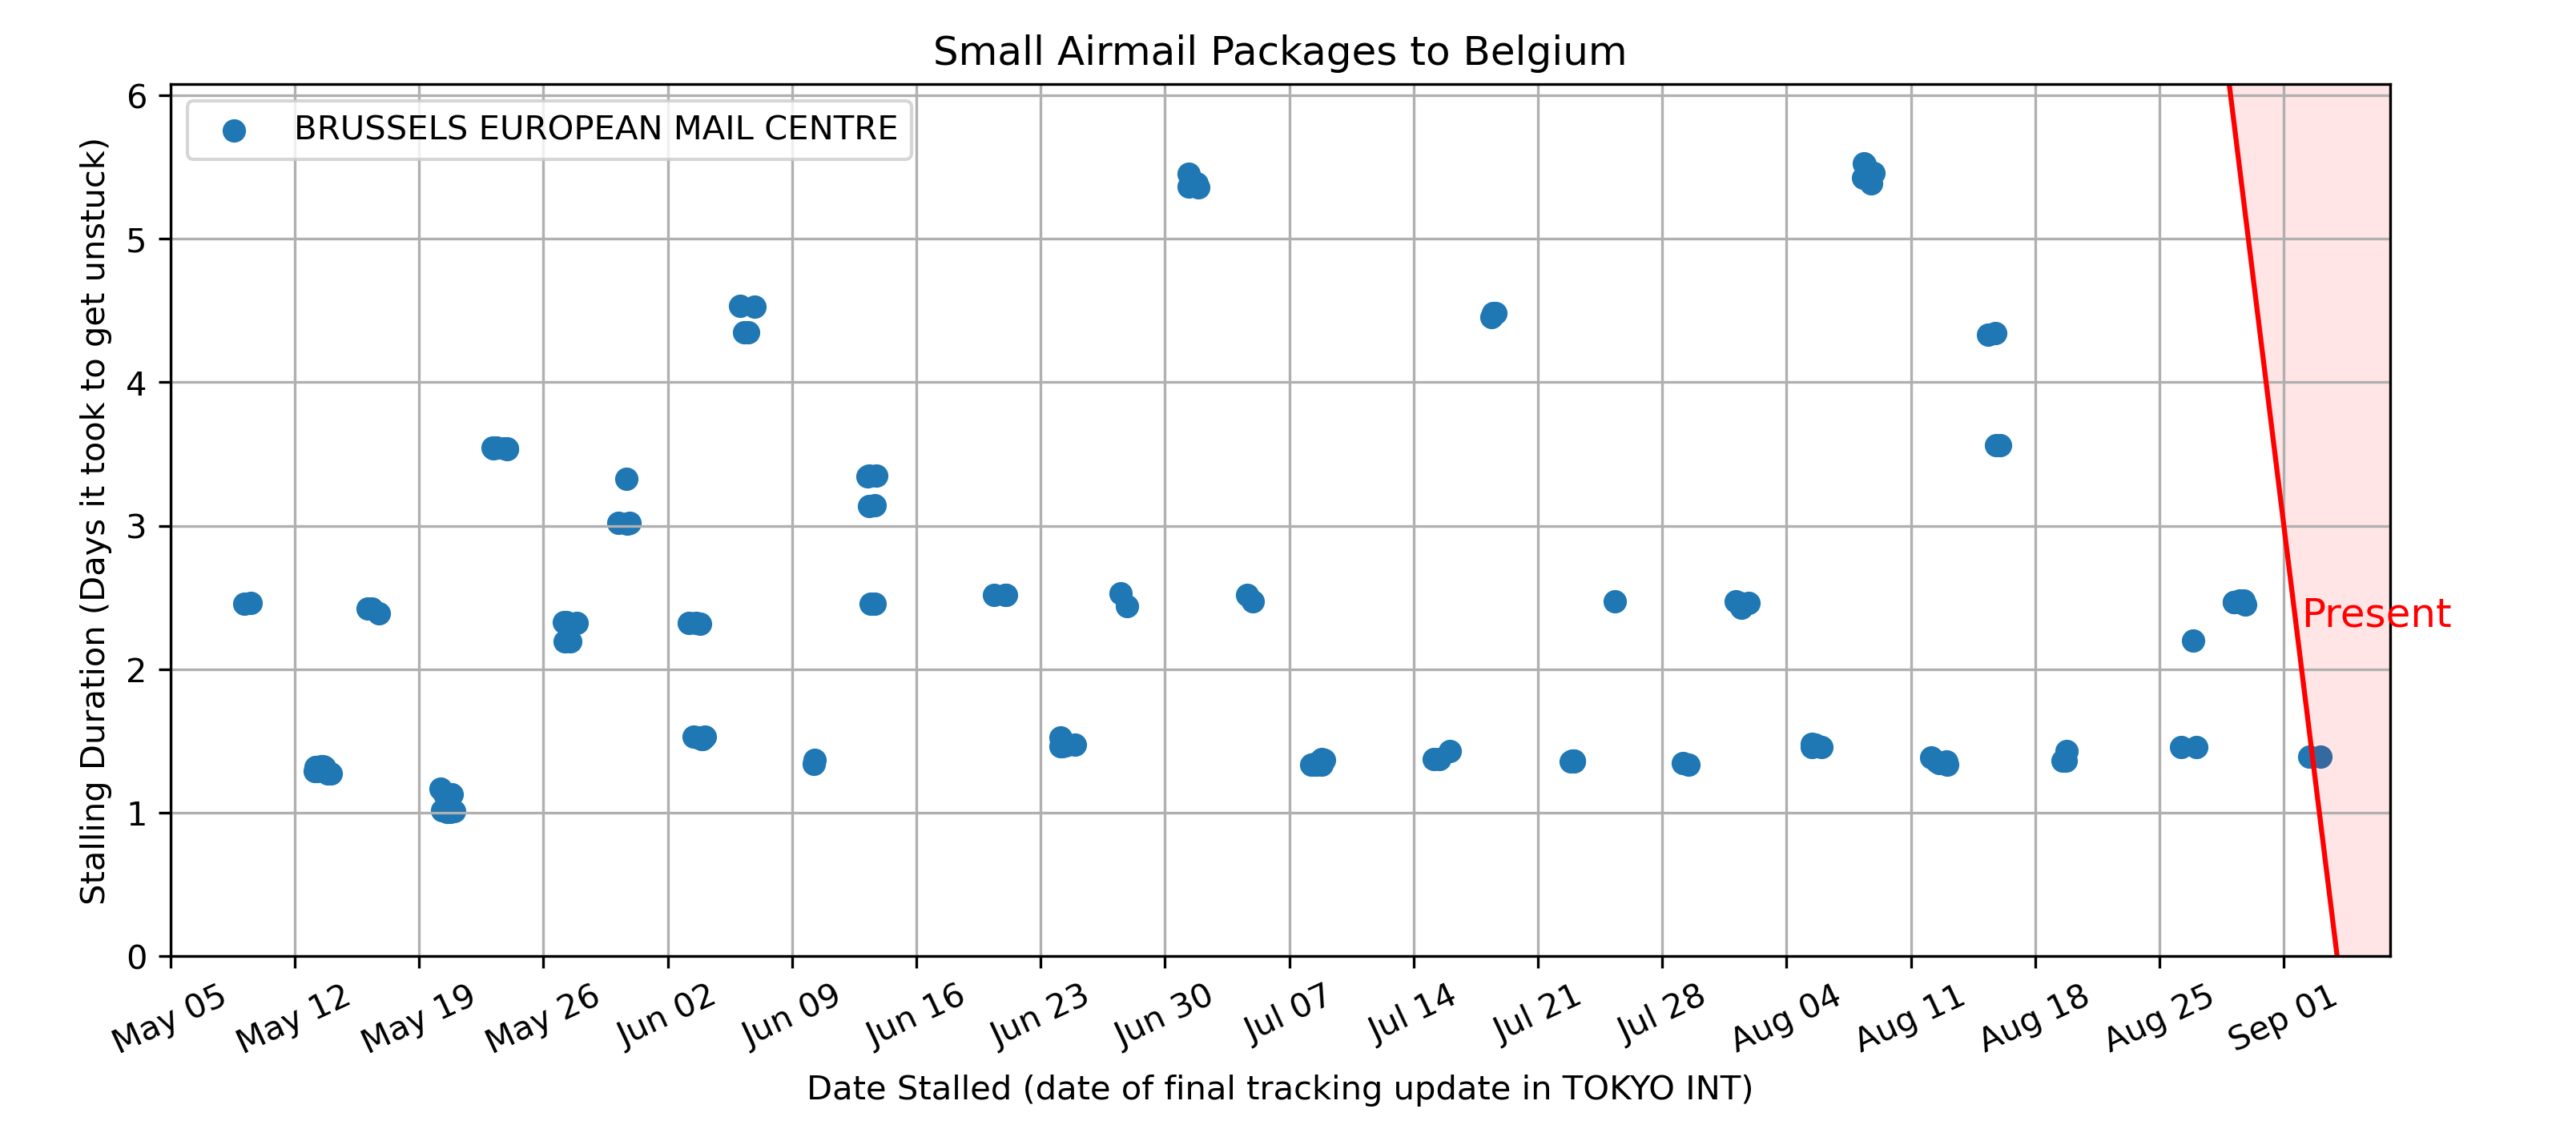 Small Airmail Packages to Belgium
BRUSSELS EUROPEAN MAIL CENTRE
Stalling Duration (Days it took to get unstuck)
6
5
4
3
2
1
0
Present
May 05
May 12
May 19
May 26
Jun 02
Jun 09
Jun 16
Jun 23
Jun 30
Jul 07
Jul 14
Jul 21
Jul 28
Aug 04
Aug 11
Aug 18
Aug 25
Sep 01
Date Stalled (date of final tracking update in TOKYO INT)